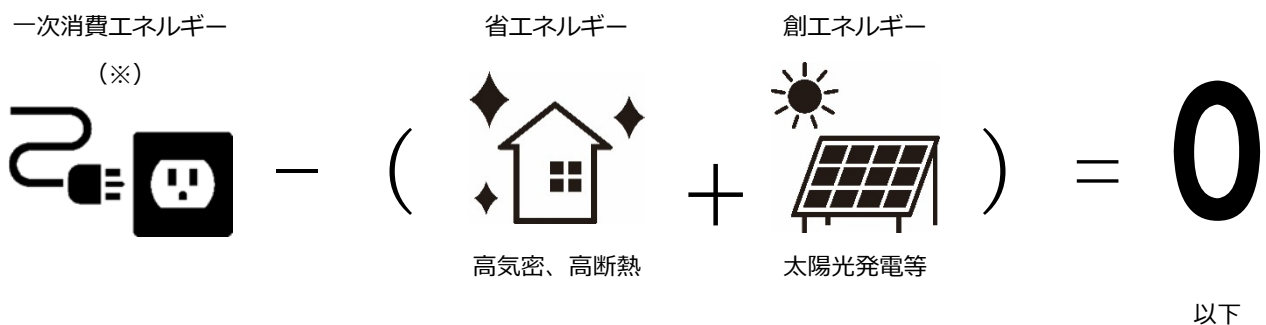 一次消費エネルギー
(※)
省エネルギー
創エネルギー
－ ( ＋ ) ＝ 0
高気密、高断熱
太陽光発電等
以下